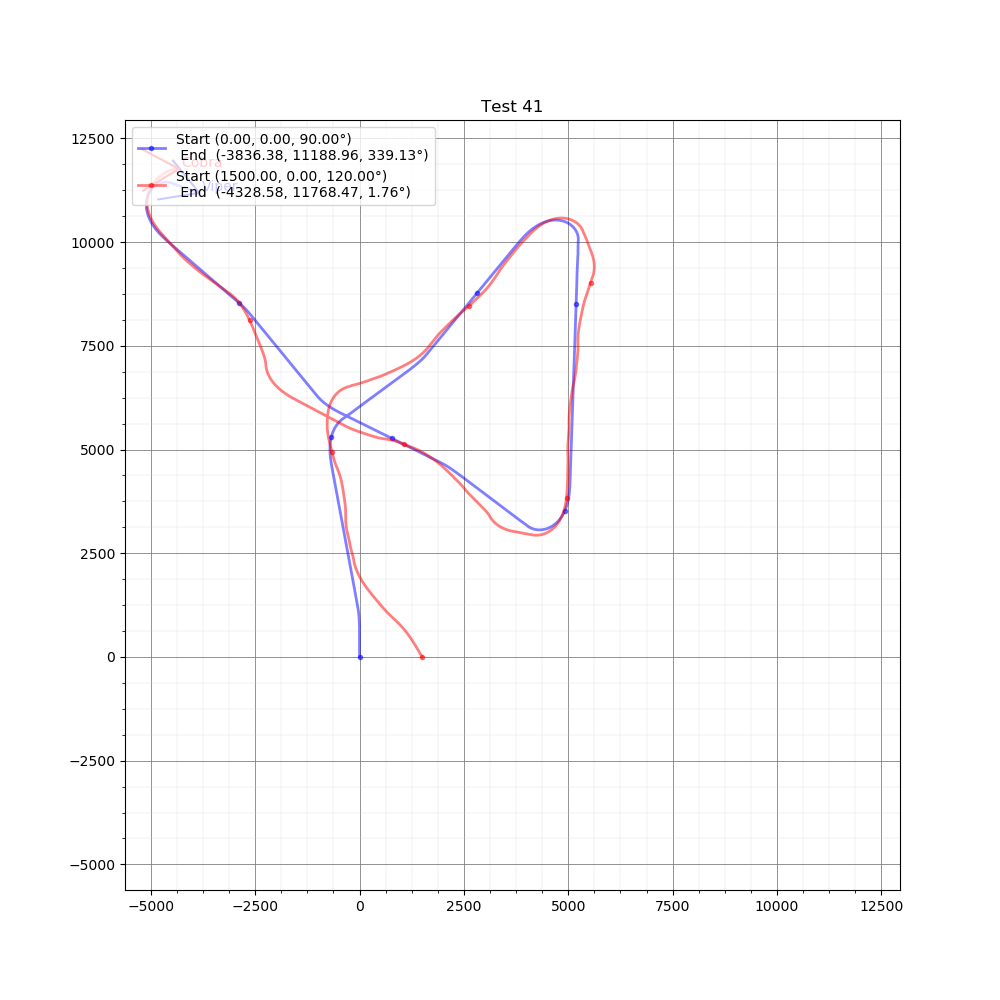 Test 41
Start (0.00, 0.00, 90.00°)
End (-3836.38, 11188.96, 339.13°)
Start (1500.00, 0.00, 120.00°)
End (-4328.58, 11768.47, 1.76°)
Cobra
Viper
12500
10000
7500
5000
2500
0
−2500
−5000
−5000 −2500 0 2500 5000 7500 10000 12500